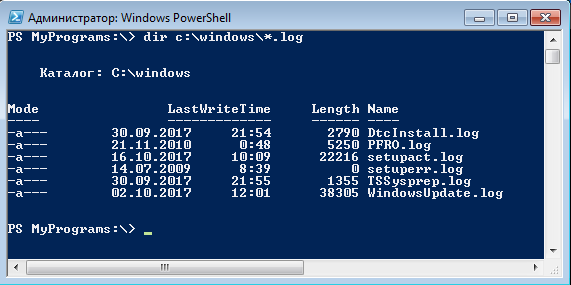 Администратор: Windows PowerShell
PS MyPrograms:\> dir c:\windows\*.log
Каталог: C:\windows
Mode LastWriteTime Length Name
---- ------------- ------ ----
-a--- 30.09.2017 21:54 2790 DtcInstall.log
-a--- 21.11.2010 0:48 5250 PFRO.log
-a--- 16.10.2017 10:09 22216 setupact.log
-a--- 14.07.2009 8:39 0 setuperr.log
-a--- 30.09.2017 21:55 1355 TSSysprep.log
-a--- 02.10.2017 12:01 38305 WindowsUpdate.log
PS MyPrograms:\> _